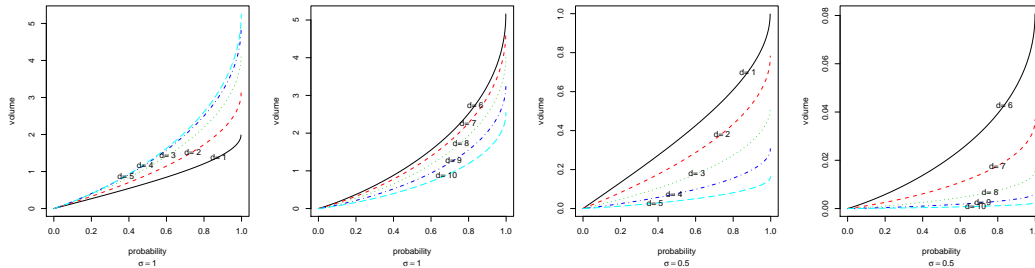 volume
5
4
3
2
1
0
d= 5
d= 4
d= 3
d= 2
d= 1
0.0 0.2 0.4 0.6 0.8 1.0
probability
σ = 1
volume
5
4
3
2
1
0
d= 6
d= 7
d= 8
d= 9
d= 10
0.0 0.2 0.4 0.6 0.8 1.0
probability
σ = 1
volume
1.0
0.8
0.6
0.4
0.2
0.0
d= 1
d= 2
d= 3
d= 4
d= 5
0.0 0.2 0.4 0.6 0.8 1.0
probability
σ = 0.5
volume
0.08
0.06
0.04
0.02
0.00
d= 6
d= 7
d= 8
d= 9
d= 10
0.0 0.2 0.4 0.6 0.8 1.0
probability
σ = 0.5